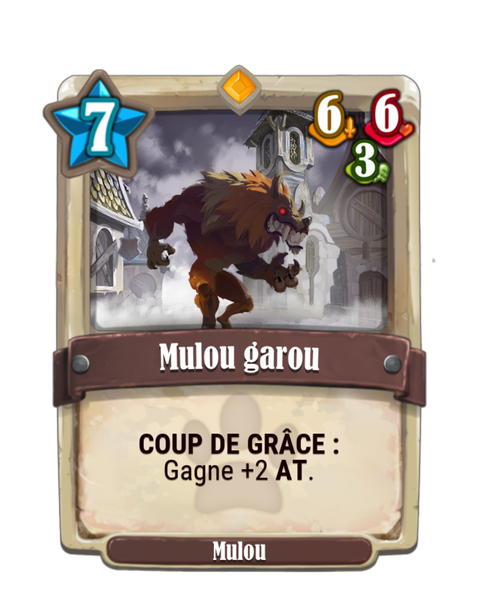 7
6
6
3
Mulou garou
COUP DE GRÂCE :
Gagne +2 AT.
Mulou